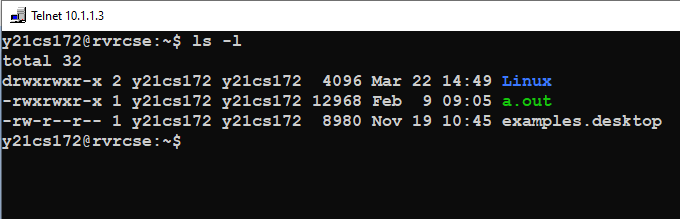 Telnet 10.1.1.3
y21cs172@rvrcse:~$ ls -l
total 32
drwxrwxr-x 2 y21cs172 y21cs172  4096 Mar 22 14:49 Linux
-rwxrwxr-x 1 y21cs172 y21cs172 12968 Feb  9 09:05 a.out
-rw-r--r-- 1 y21cs172 y21cs172  8980 Nov 19 10:45 examples.desktop
y21cs172@rvrcse:~$